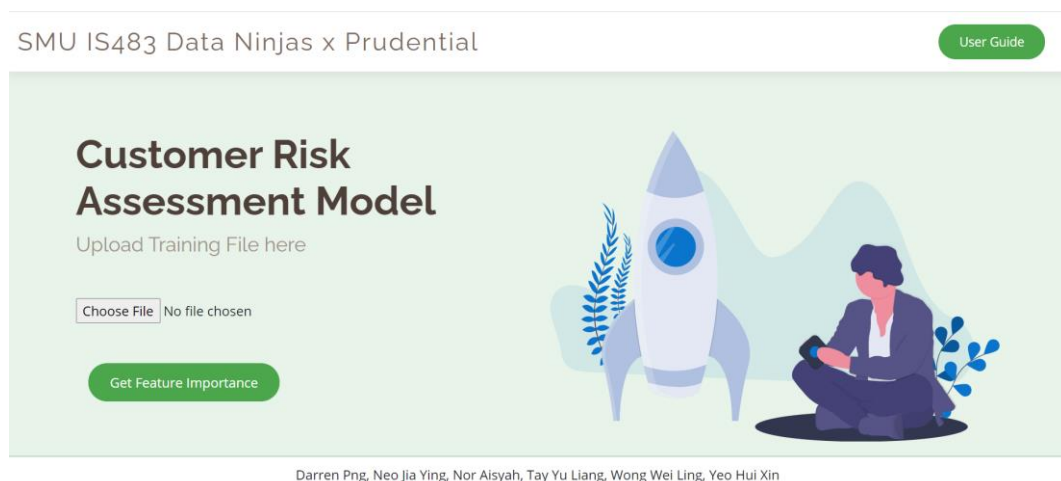 SMU IS483 Data Ninjas x Prudential
User Guide
Customer Risk
Assessment Model
Upload Training File here
Choose File No file chosen
Get Feature Importance
Darren Png, Neo Jia Ying, Nor Aisyah, Tay Yu Liang, Wong Wei Ling, Yeo Hui Xin